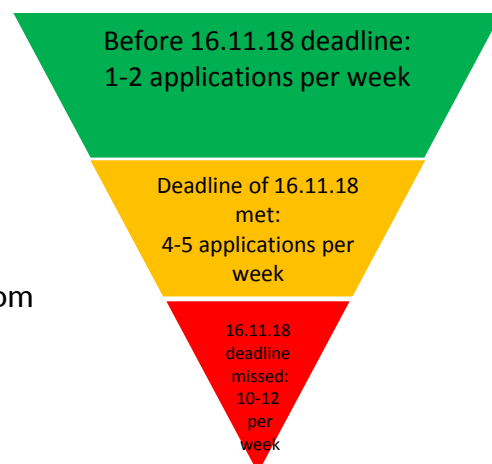 Before 16.11.18 deadline:
1-2 applications per week
Deadline of 16.11.18
met:
4-5 applications per
week
om
16.11.18
deadline
missed:
10-12
per
week